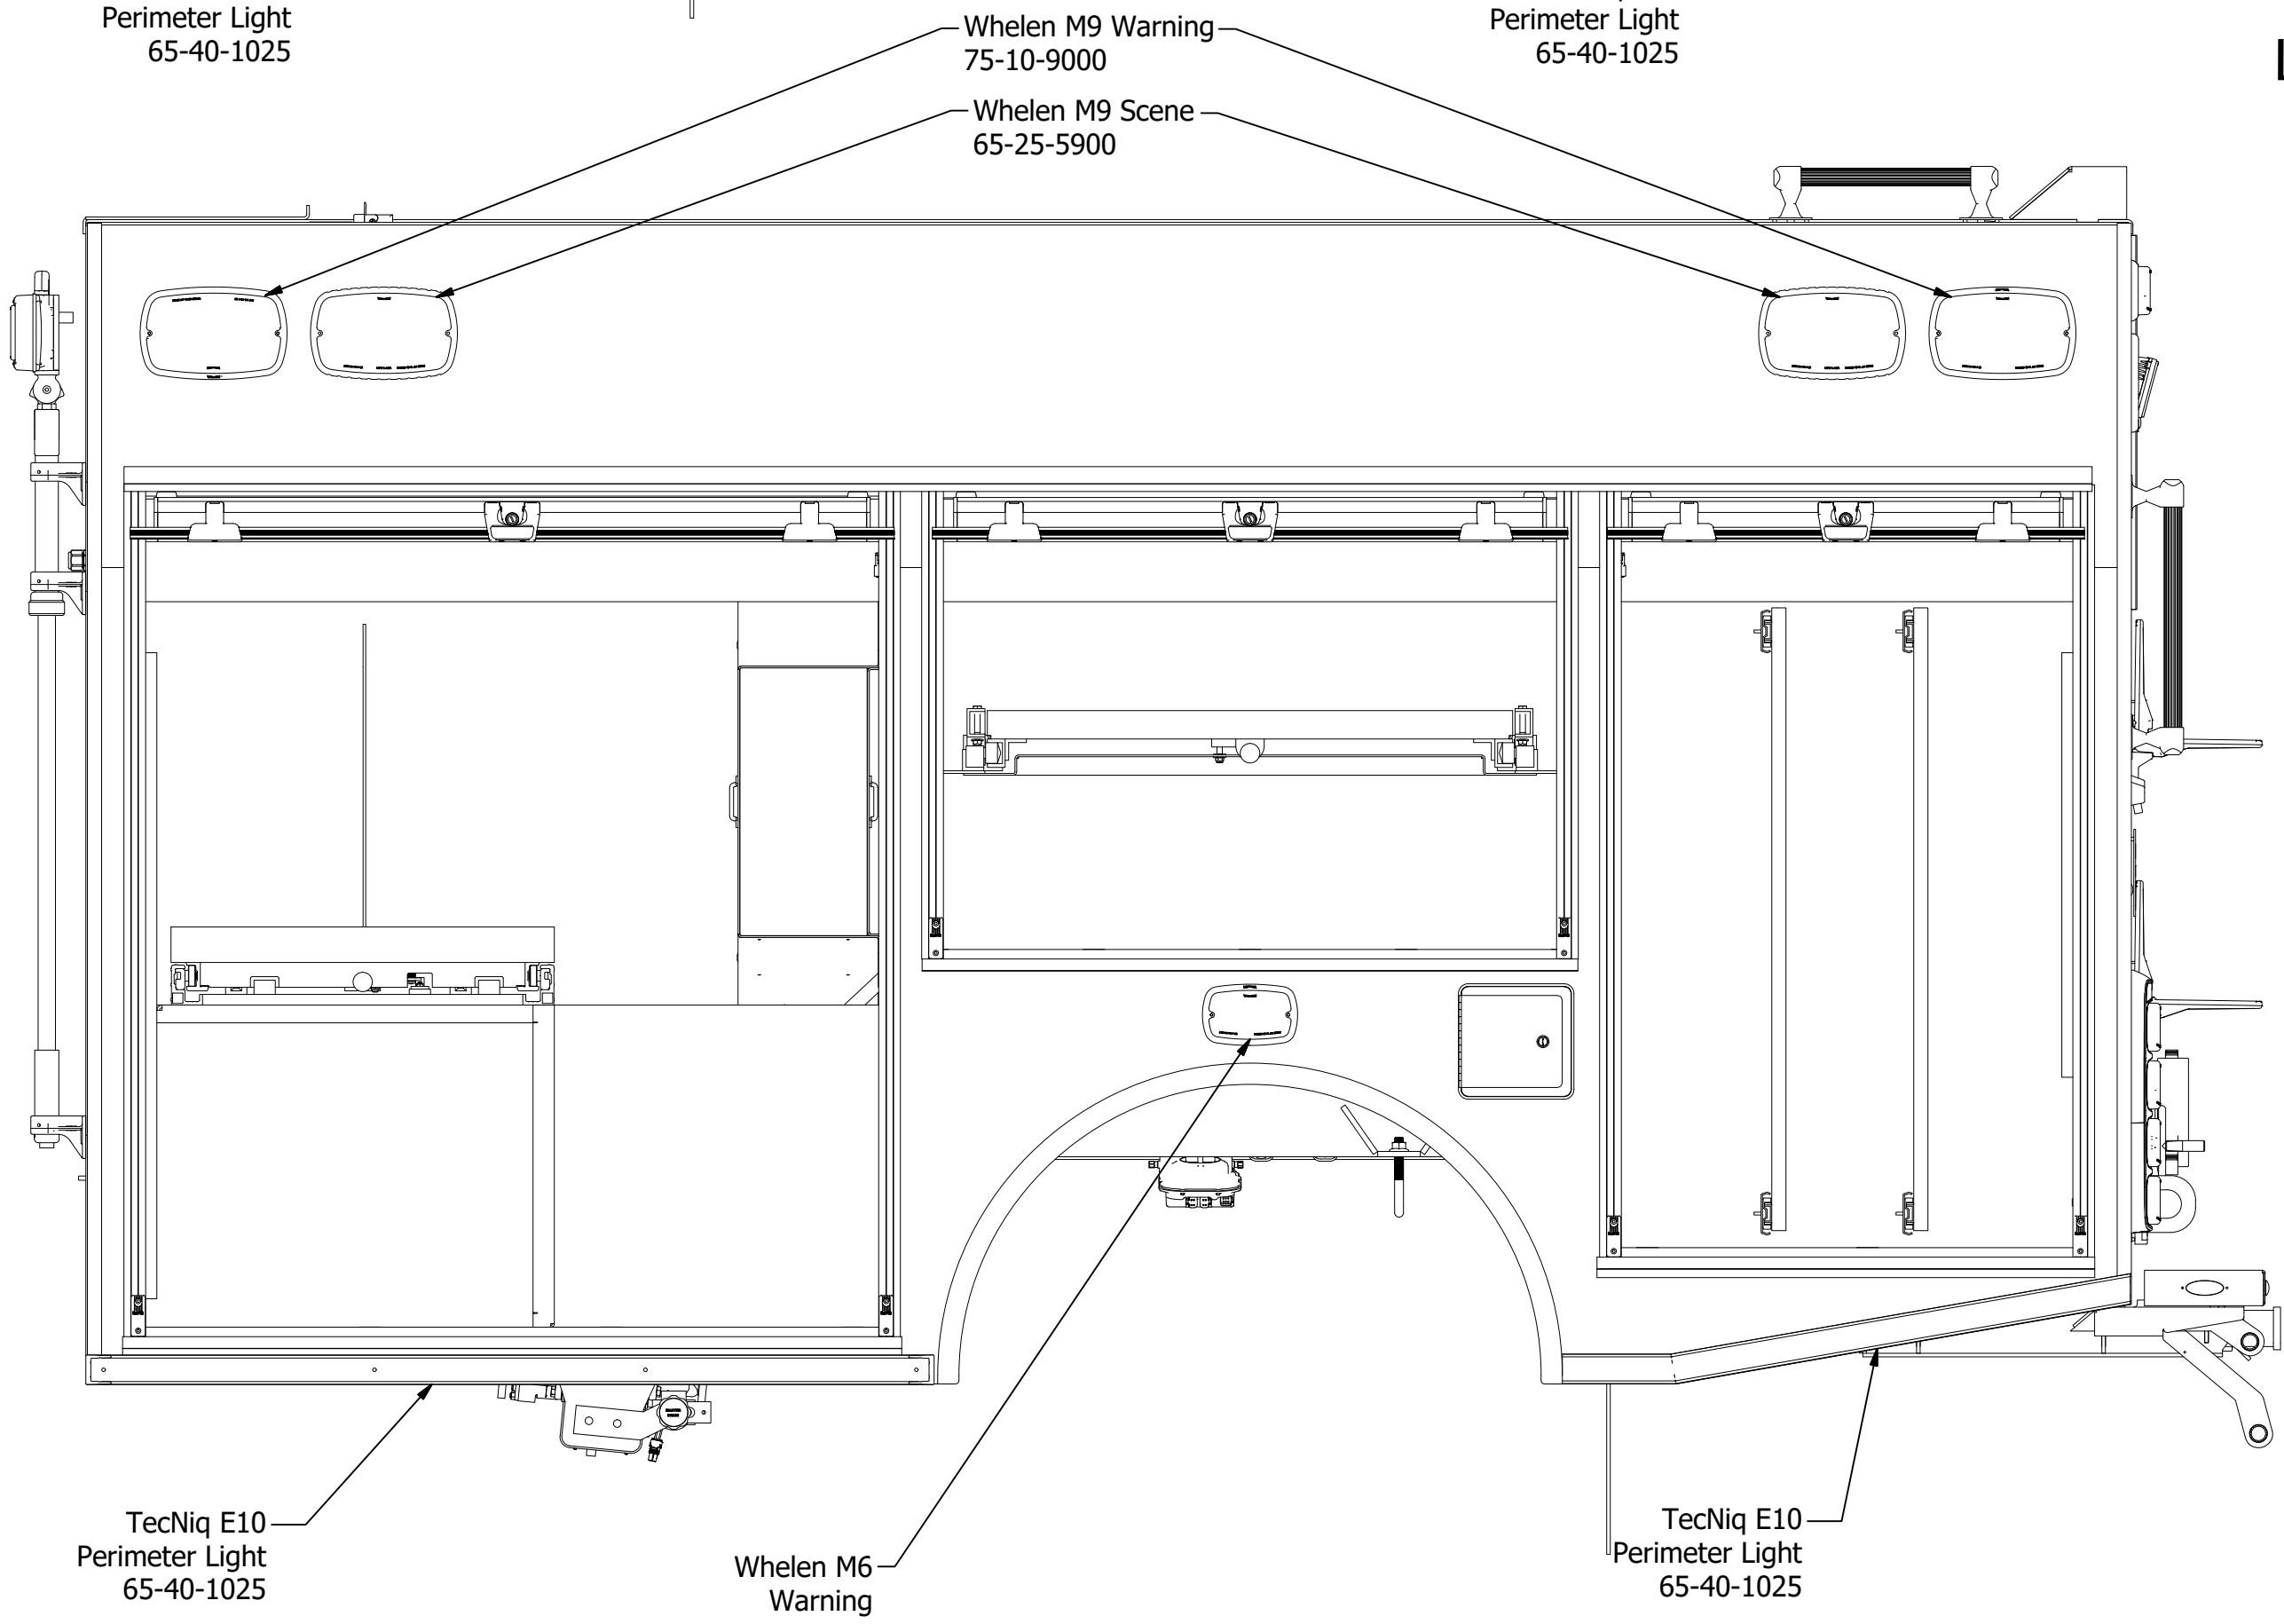 Perimeter Light
65-40-1025
Whelen M9 Warning
75-10-9000
Perimeter Light
65-40-1025
Whelen M9 Scene
65-25-5900
TecNiq E10
Perimeter Light
65-40-1025
Whelen M6
Warning
TecNiq E10
Perimeter Light
65-40-1025